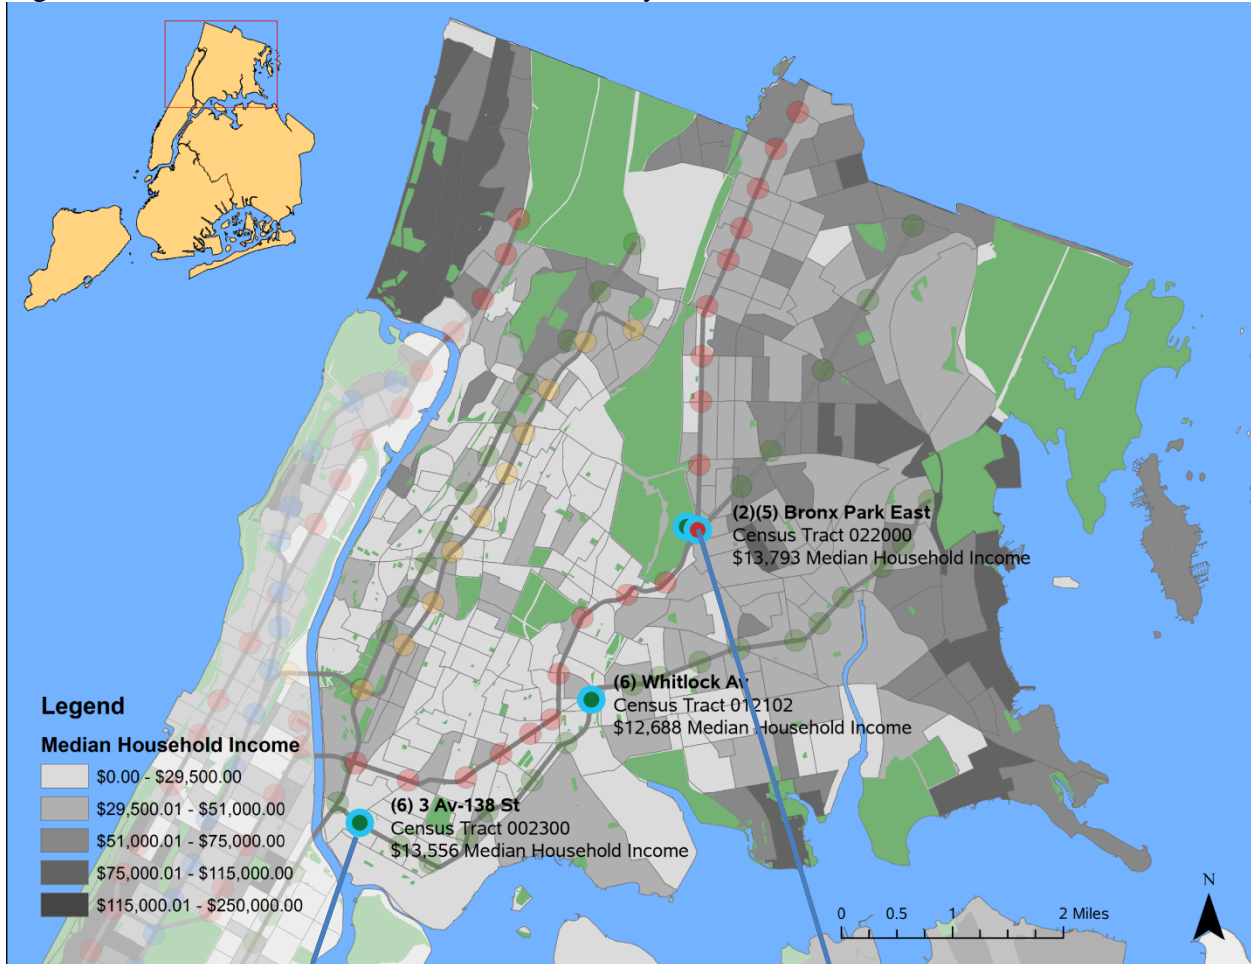 (2)(5) Bronx Park East
Census Tract 022000
$13,793 Median Household Income
(6) Whitlock Av
Census Tract 012102
$12,688 Median Household Income
(6) 3 Av-138 St
Census Tract 002300
$13,556 Median Household Income
Legend
Median Household Income
$0.00 - $29,500.00
$29,500.01 - $51,000.00
$51,000.01 - $75,000.00
$75,000.01 - $115,000.00
$115,000.01 - $250,000.00
N
0 0.5 1 2 Miles